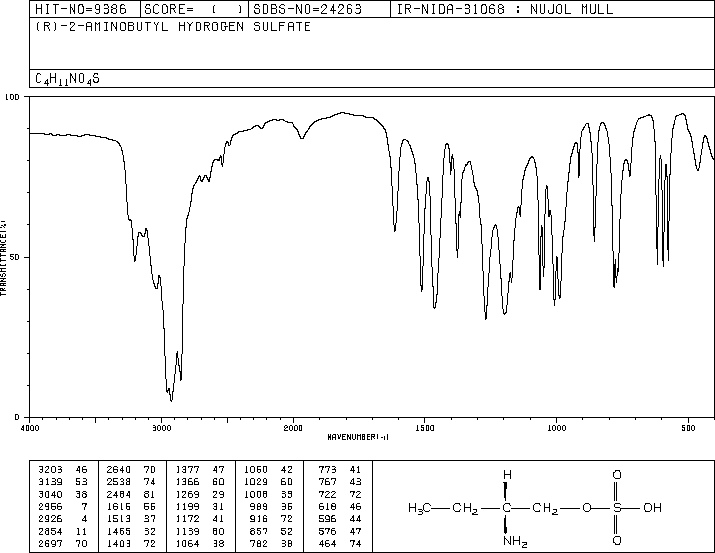 HIT-NO=9386 SCORE= ( ) SDBS-NO=24263 IR-NIDA-31068 : NUJOL MULL
(R)-2-AMINOBUTYL HYDROGEN SULFATE
C4H11NO4S
100
50
0
TRANSMITTANCE(%)
4000 3000 2000 1500 1000 500
WAVENUMBER(-1)
3203 46 2640 70 1377 47 1060 42 773 41
3139 53 2538 74 1366 60 1029 60 767 43
3040 38 2484 81 1269 29 1008 33 722 72
2956 7 1616 56 1199 31 989 36 618 46
2926 4 1513 37 1172 41 916 72 596 44
2854 11 1465 32 1139 60 857 52 576 47
2697 70 1403 72 1064 38 782 38 464 74
H O
H3C CH2 C CH2 O S OH
NH2 O